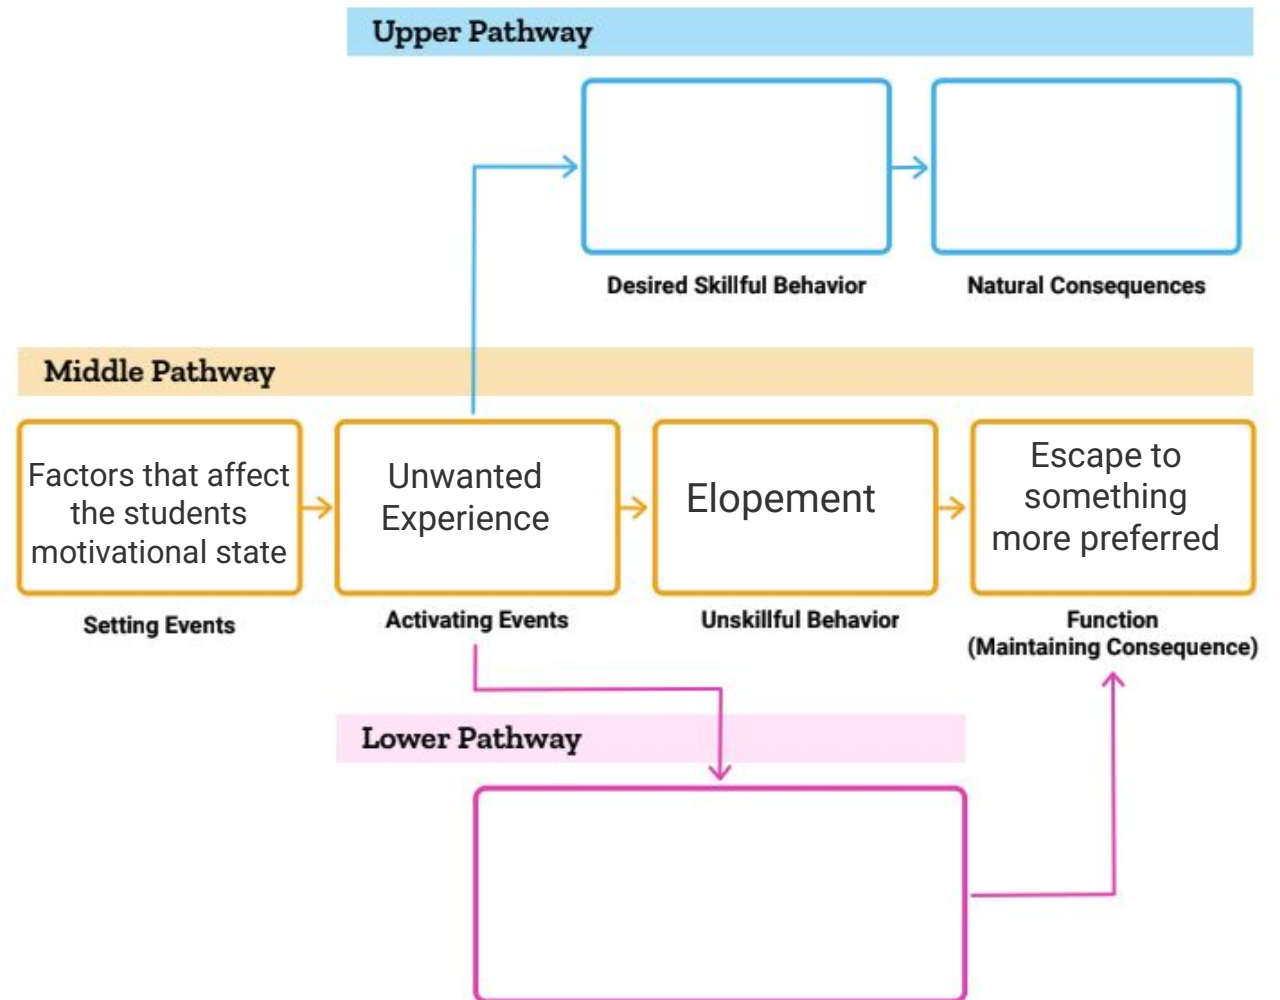 Upper Pathway
Desired Skillful Behavior
Natural Consequences
Middle Pathway
Factors that affect
the students
motivational state
Unwanted
Experience
Elopement
Escape to
something
more preferred
Setting Events
Activating Events
Unskillful Behavior
Function
(Maintaining Consequence)
Lower Pathway